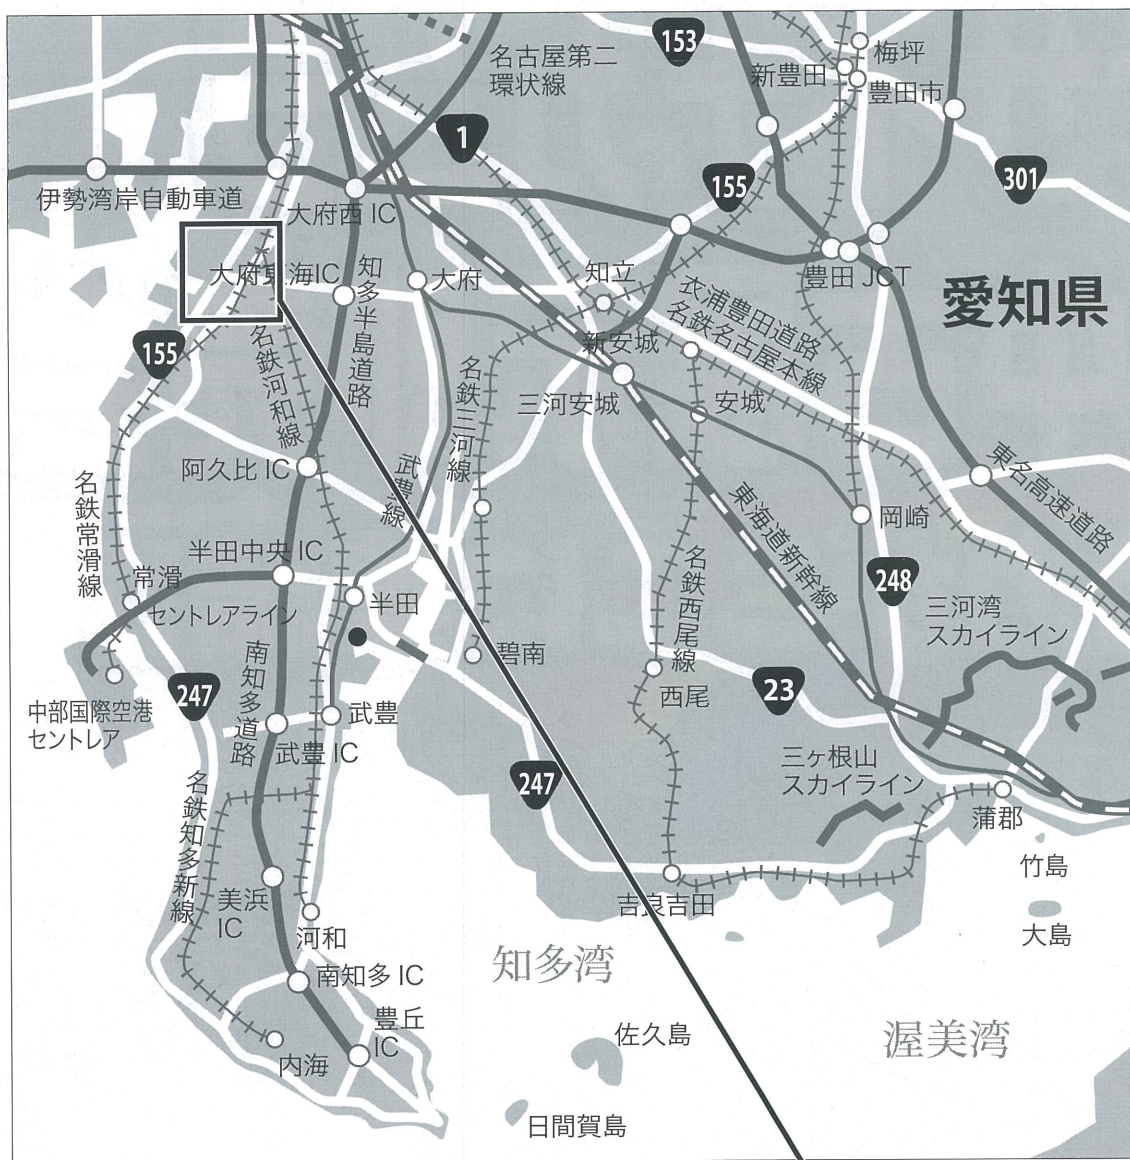 名古屋第二
環状線
153
梅坪
新豊田
豊田市
1
155
301
伊勢湾岸自動車道
大府西 IC
大府東海IC
知多半島道路
大府
知立
豊田 JCT
衣浦豊田道路
名鉄名古屋本線
愛知県
155
名鉄河和線
名鉄三河線
新安城
三河安城
安城
阿久比 IC
武豊線
名鉄常滑線
東海道新幹線
岡崎
東名高速道路
半田中央 IC
常滑
セントレアライン
半田
名鉄西尾線
248
三河湾
スカイライン
南知多道路
碧南
247
23
中部国際空港
セントレア
武豊
西尾
武豊 IC
247
三ヶ根山
スカイライン
名鉄知多新線
蒲郡
竹島
美浜
IC
吉良吉田
大島
河和
知多湾
南知多 IC
豊丘
IC
佐久島
渥美湾
内海
日間賀島